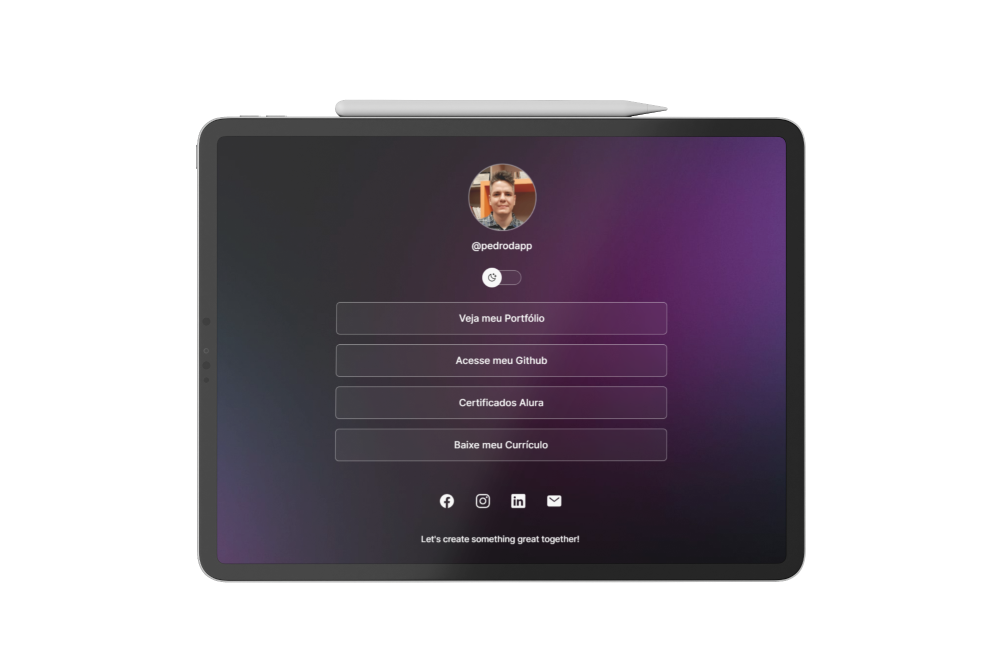 @pedrodapp
Veja meu Portfólio
Acesse meu Github
Certificados Alura
Baixe meu Currículo
Let's create something great together!